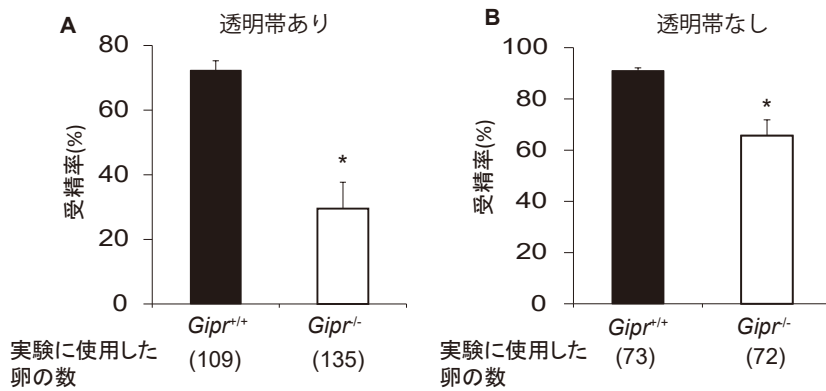 A 透明帯あり
80
60
40
20
0
受精率(%)
*
Gipr+/+ Gipr-/-
実験に使用した
卵の数
(109) (135)
B 透明帯なし
100
80
60
40
20
0
受精率(%)
*
Gipr+/+ Gipr-/-
実験に使用した
卵の数
(73) (72)